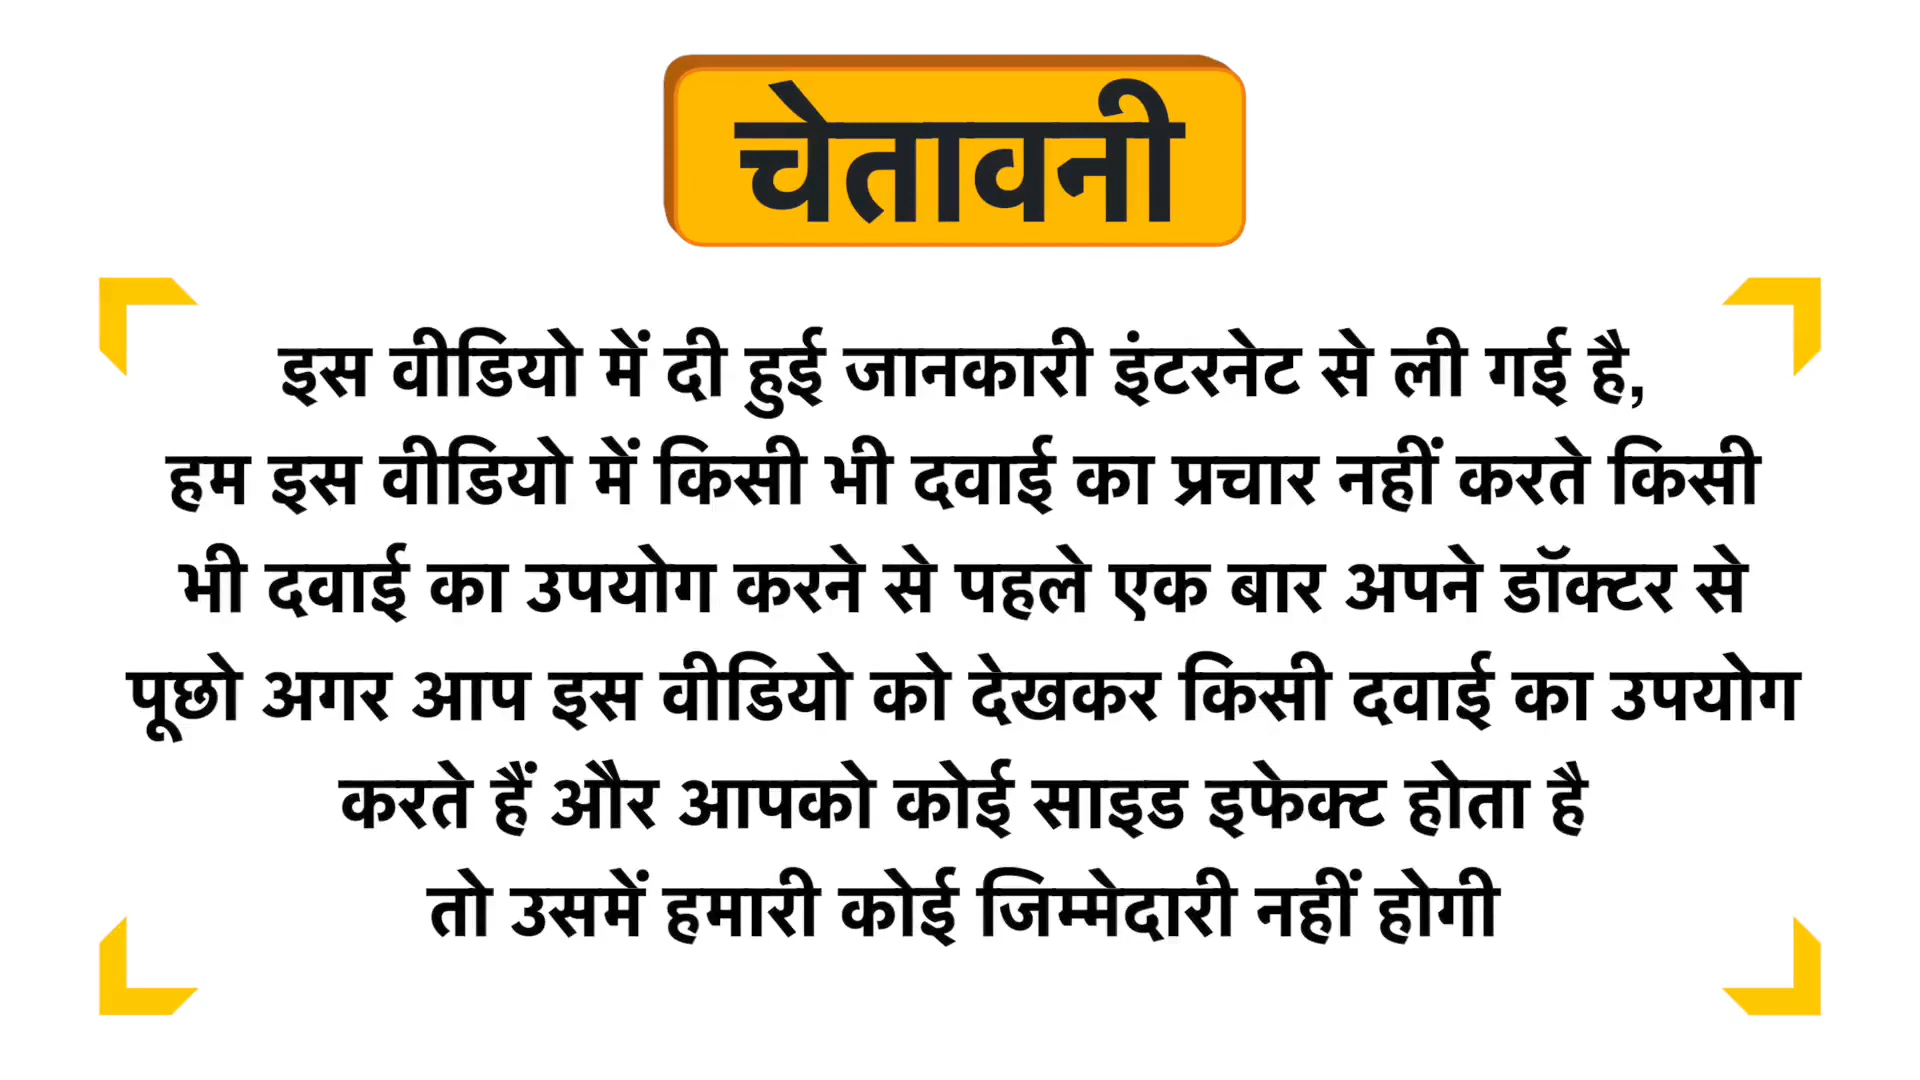 चेतावनी
इस वीडियो में दी हुई जानकारी इंटरनेट से ली गई है,
हम इस वीडियो में किसी भी दवाई का प्रचार नहीं करते किसी
भी दवाई का उपयोग करने से पहले एक बार अपने डॉक्टर से
पूछो अगर आप इस वीडियो को देखकर किसी दवाई का उपयोग
करते हैं और आपको कोई साइड इफेक्ट होता है
तो उसमें हमारी कोई जिम्मेदारी नहीं होगी